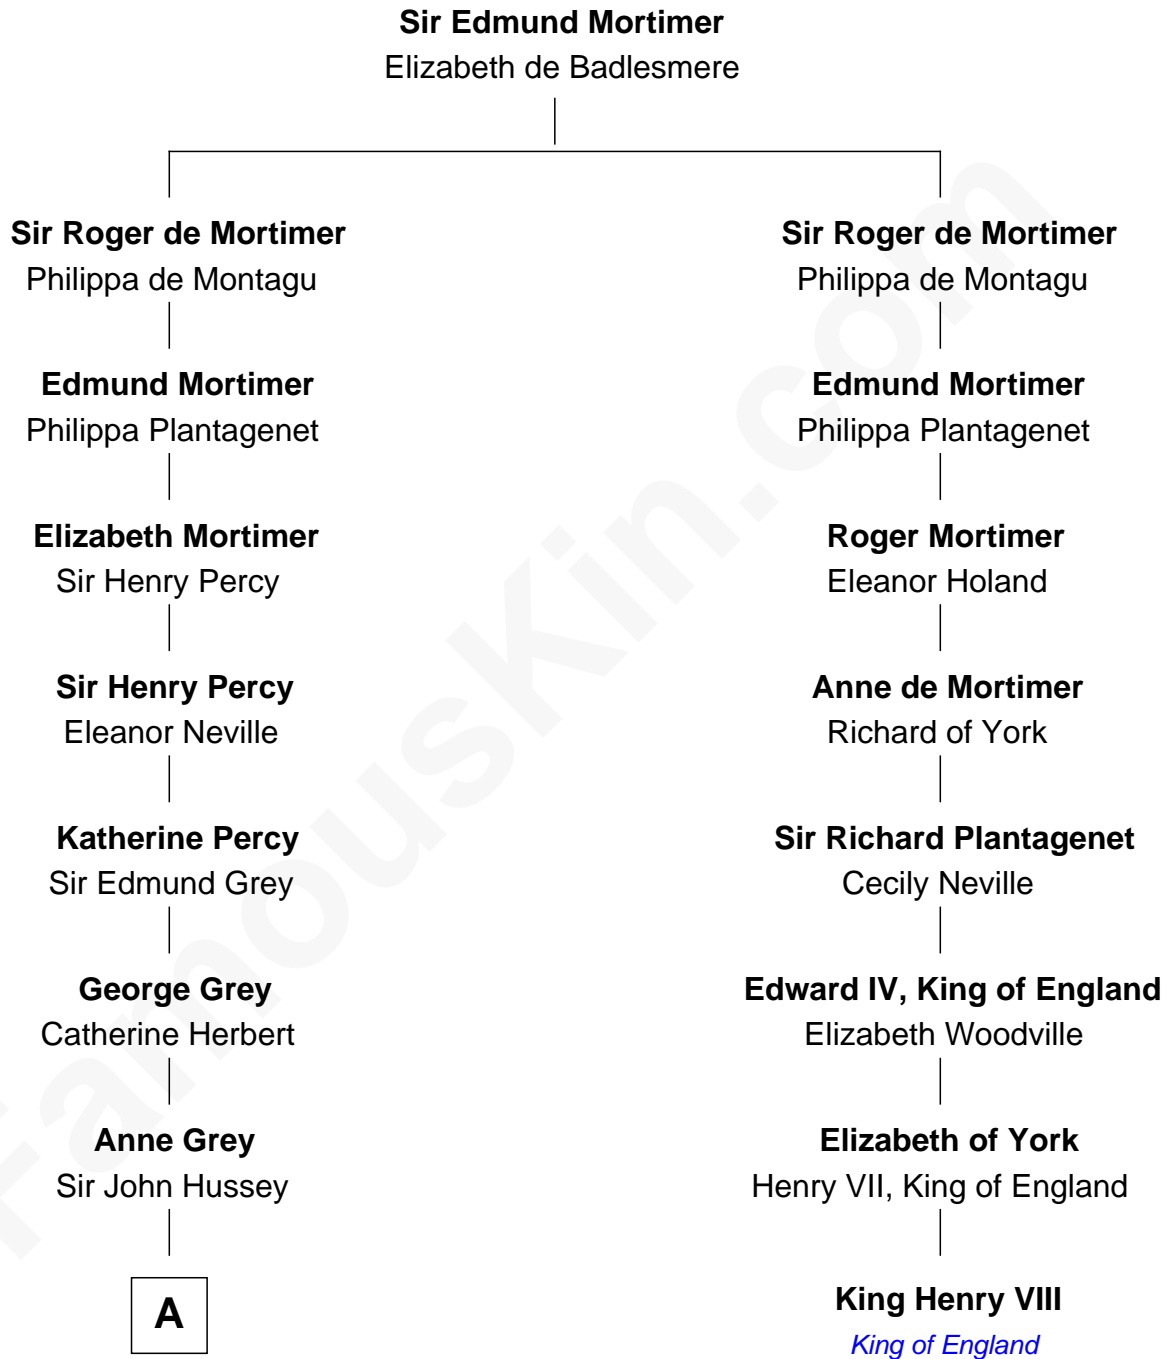 Sir Edmund Mortimer
Elizabeth de Badlesmere
Sir Roger de Mortimer
Philippa de Montagu
Sir Roger de Mortimer
Philippa de Montagu
Edmund Mortimer
Philippa Plantagenet
Edmund Mortimer
Philippa Plantagenet
Elizabeth Mortimer
Sir Henry Percy
Roger Mortimer
Eleanor Holand
Sir Henry Percy
Eleanor Neville
Anne de Mortimer
Richard of York
Katherine Percy
Sir Edmund Grey
Sir Richard Plantagenet
Cecily Neville
George Grey
Catherine Herbert
Edward IV, King of England
Elizabeth Woodville
Anne Grey
Sir John Hussey
Elizabeth of York
Henry VII, King of England
A
King Henry VIII
King of England
FamousKin.com